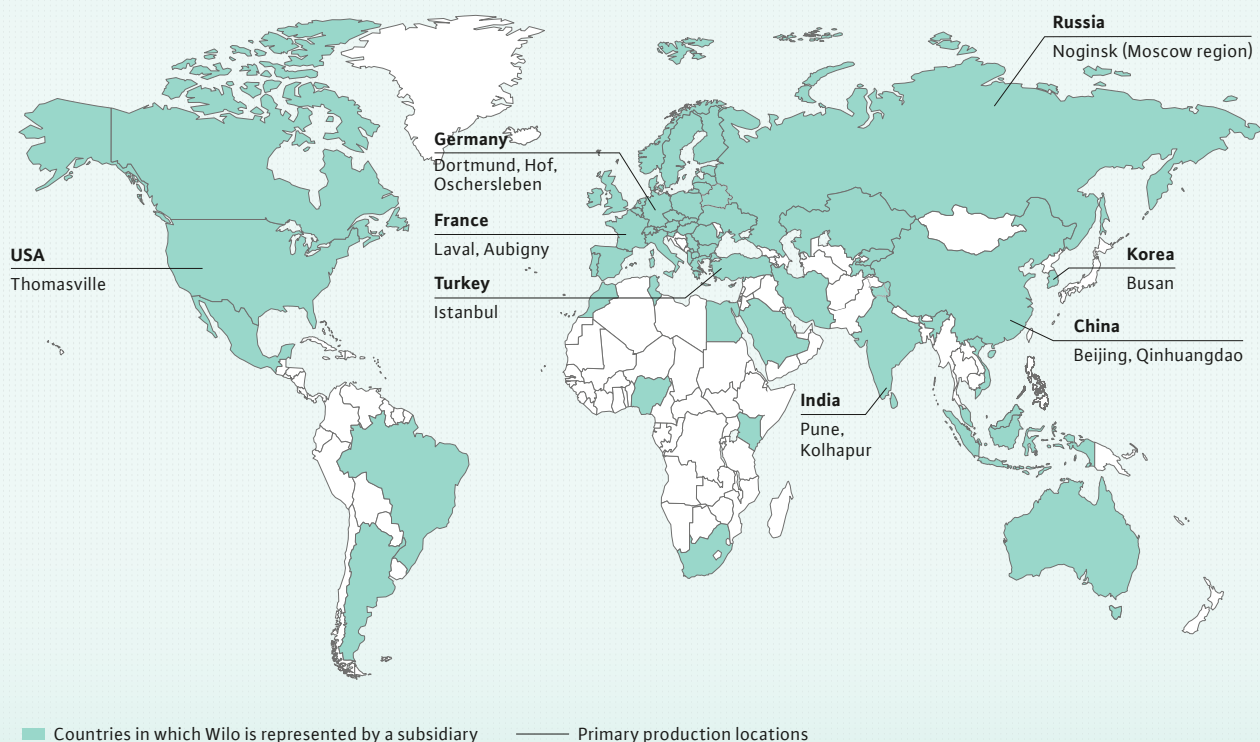 Russia
Noginsk (Moscow region)
Germany
Dortmund, Hof,
Oschersleben
France
Laval, Aubigny
USA
Thomasville
Turkey
Istanbul
Korea
Busan
China
Beijing, Qinhuangdao
India
Pune,
Kolhapur
Countries in which Wilo is represented by a subsidiary
Primary production locations